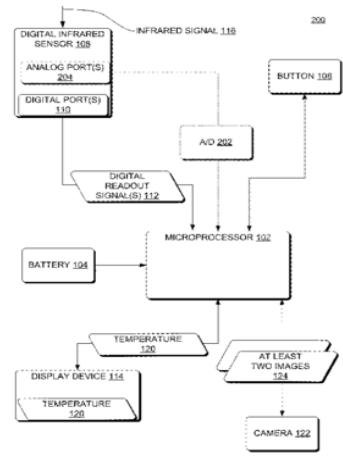 INFRARED SIGNAL 116
200
DIGITAL INFRARED
SENSOR 108
ANALOG PORT(S)
204
DIGITAL PORT(S)
110
BUTTON 106
A/D 202
DIGITAL
READOUT
SIGNAL(S) 112
MICROPROCESSOR 102
BATTERY 104
TEMPERATURE
120
AT LEAST
TWO IMAGES
124
DISPLAY DEVICE 114
TEMPERATURE
120
CAMERA 122